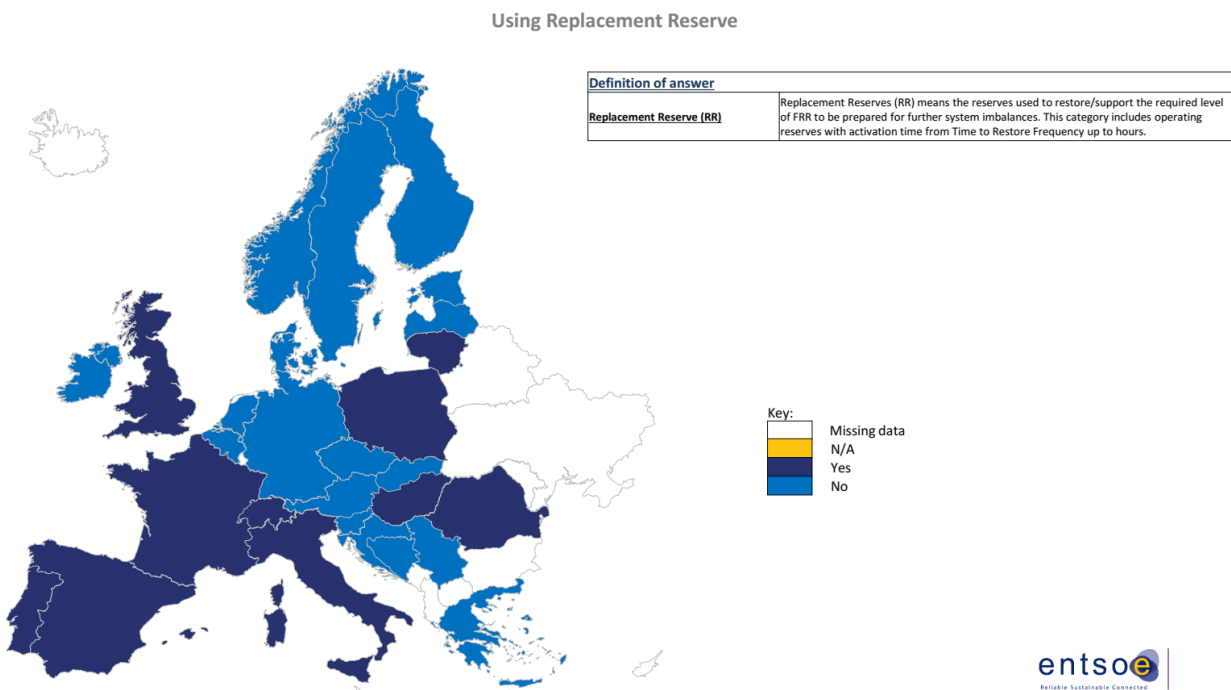 Using Replacement Reserve
Definition of answer
Replacement Reserve (RR)
Replacement Reserves (RR) means the reserves used to restore/support the required level
of FRR to be prepared for further system imbalances. This category includes operating
reserves with activation time from Time to Restore Frequency up to hours.
Key:
Missing data
N/A
Yes
No
entsoe
Reliable Sustainable Connected